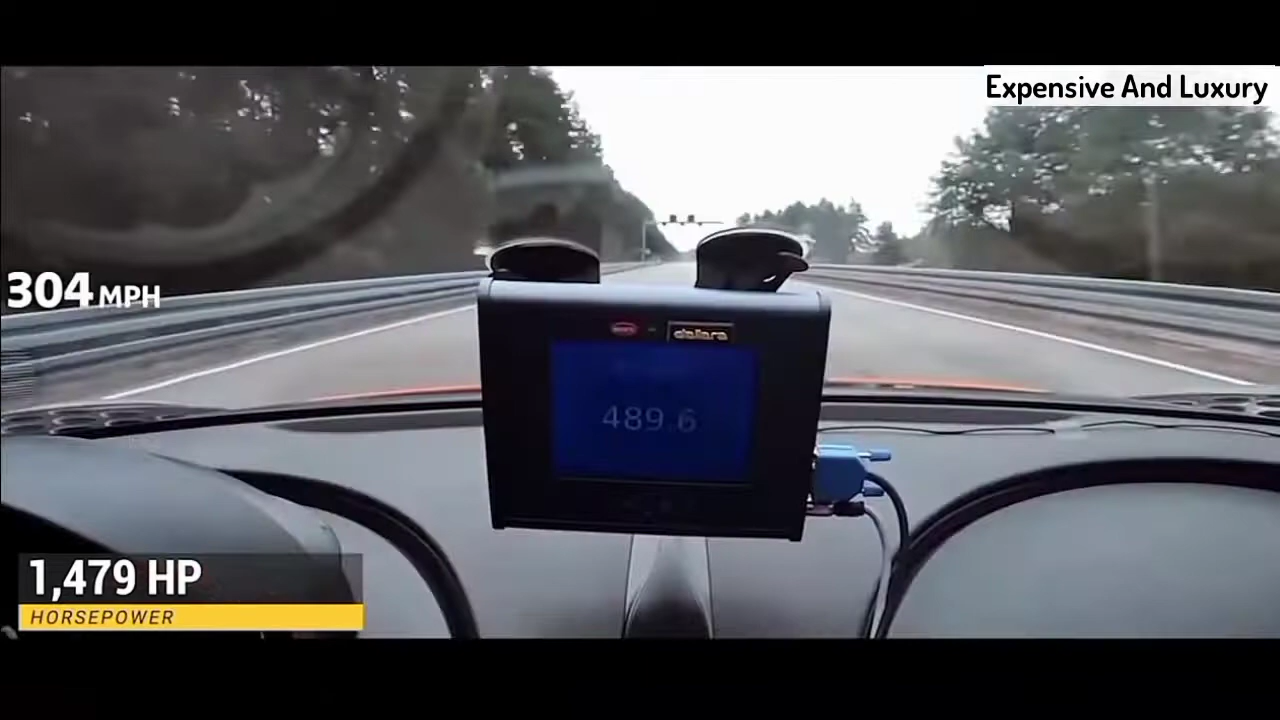 Expensive And Luxury
304 MPH
dallara
489.6
1,479 HP
HORSEPOWER